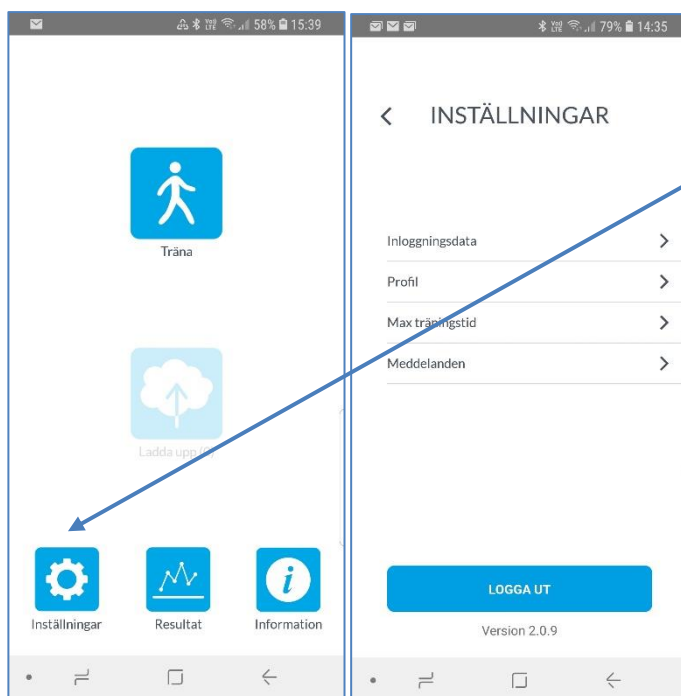 58% 15:39
Träna
Ladda upp (0)
Inställningar
Resultat
Information
79% 14:35
INSTÄLLNINGAR
Inloggningsdata
Profil
Max träningstid
Meddelanden
LOGGA UT
Version 2.0.9